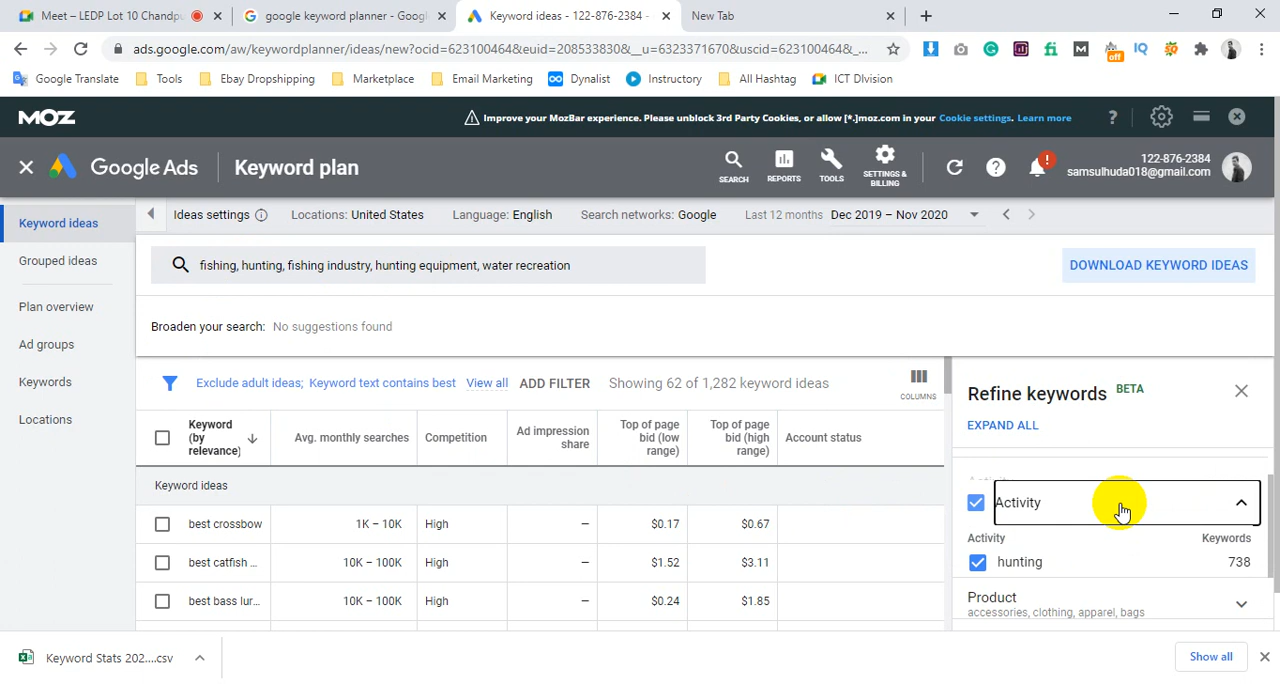 Meet – LEDP Lot 10 Chandpu
google keyword planner - Google
Keyword ideas - 122-876-2384 -
New Tab
ads.google.com/aw/keywordplanner/ideas/new?ocid=623100464&euid=208533830&__u=6323371670&uscid=623100464&_...
Google Translate
Tools
Ebay Dropshipping
Marketplace
Email Marketing
Dynalist
Instructory
All Hashtag
ICT DIvision
off
MOZ
Improve your MozBar experience. Please unblock 3rd Party Cookies, or allow [*.]moz.com in your Cookie settings. Learn more
Google Ads
Keyword plan
SEARCH
REPORTS
TOOLS
SETTINGS & BILLING
122-876-2384
samsulhuda018@gmail.com
Keyword ideas
Grouped ideas
Plan overview
Ad groups
Keywords
Locations
Ideas settings
Locations: United States
Language: English
Search networks: Google
Last 12 months Dec 2019 – Nov 2020
fishing, hunting, fishing industry, hunting equipment, water recreation
DOWNLOAD KEYWORD IDEAS
Broaden your search: No suggestions found
Exclude adult ideas; Keyword text contains best
View all
ADD FILTER
Showing 62 of 1,282 keyword ideas
COLUMNS
Keyword (by relevance)
Avg. monthly searches
Competition
Ad impression share
Top of page bid (low range)
Top of page bid (high range)
Account status
Keyword ideas
best crossbow 1K – 10K High – $0.17 $0.67
best catfish ... 10K – 100K High – $1.52 $3.11
best bass lur... 10K – 100K High – $0.24 $1.85
Refine keywords BETA
EXPAND ALL
Activity
Activity Keywords
hunting 738
Product
accessories, clothing, apparel, bags
Keyword Stats 202....csv
Show all